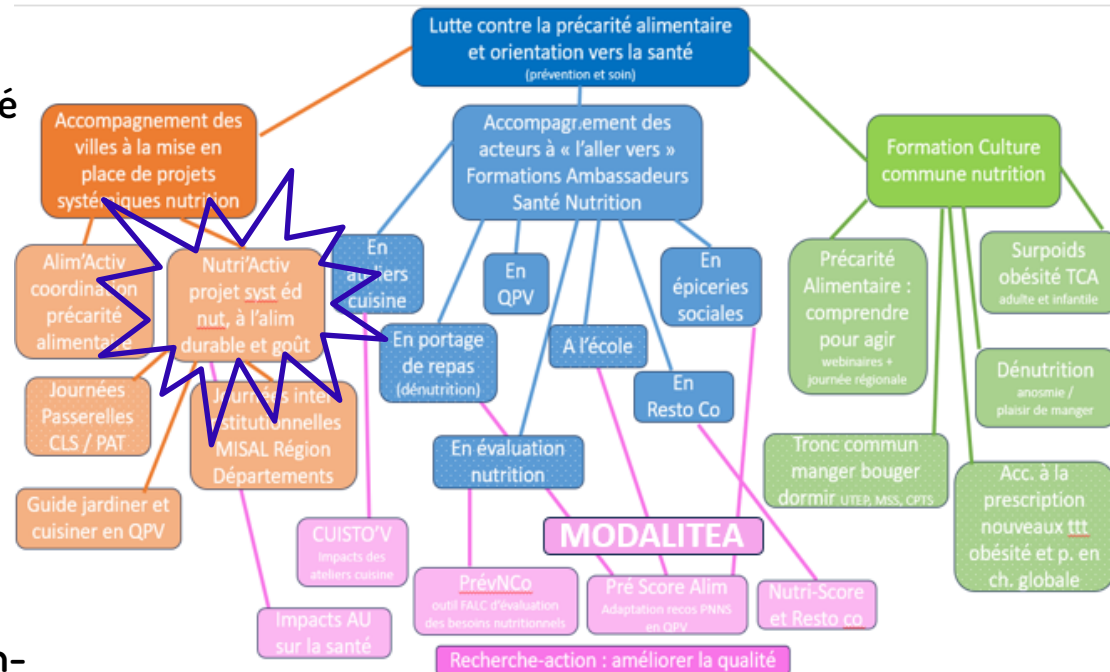 Lutte contre la précarité alimentaire
et orientation vers la santé
(prévention et soin)
é
Accompagnement des
villes à la mise en
place de projets
systémiques nutrition
Accompagnement des
acteurs à « l'aller vers »
Formations Ambassadeurs
Santé Nutrition
Formation Culture
commune nutrition
Alim'Activ
coordination
précarité
alimentaire
Nutri'Activ
projet syst éd
nut, à l'alim
durable et goût
En
ateliers
cuisine
En
QPV
En
épiceries
sociales
Précarité
Alimentaire :
comprendre
pour agir
webinaires +
journée régionale
Surpoids
obésité TCA
adulte et infantile
En portage
de repas
(dénutrition)
A l'école
En
Resto Co
Dénutrition
anosmie /
plaisir de manger
Journées
Passerelles
CLS / PAT
Journées inter
institutionnelles
MISAL Région
Départements
En évaluation
nutrition
Tronc commun
manger bouger
dormir UTEP, MSS, CPTS
Acc. à la
prescription
nouveaux ttt
obésité et p. en
ch. globale
Guide jardiner et
cuisiner en QPV
CUISTO'V
Impacts des
ateliers cuisine
MODALITEA
PrévNCo
outil FALC d'évaluation
des besoins nutritionnels
Pré Score Alim
Adaptation recos PNNS
en QPV
Nutri-Score
et Resto co
Impacts AU
sur la santé
n-
Recherche-action : améliorer la qualité